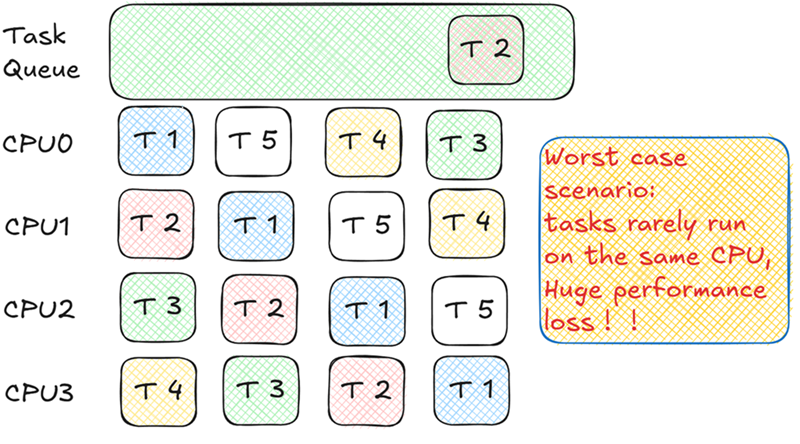 Task
Queue
T 2
CPU0
T 1
T 5
T 4
T 3
CPU1
T 2
T 1
T 5
T 4
CPU2
T 3
T 2
T 1
T 5
CPU3
T 4
T 3
T 2
T 1
Worst case
scenario:
tasks rarely run
on the same CPU,
Huge performance
loss！！